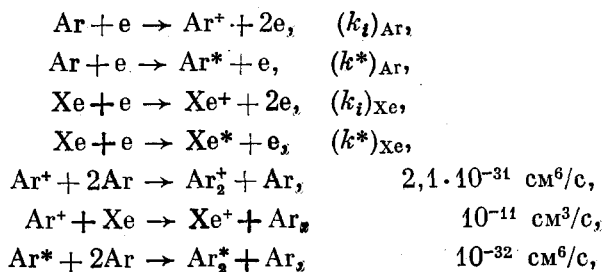 Ar + e → Ar⁺ + 2e, (kᵢ)Ar,
Ar + e → Ar* + e, (k*)Ar,
Xe + e → Xe⁺ + 2e, (kᵢ)Xe,
Xe + e → Xe* + e, (k*)Xe,
Ar⁺ + 2Ar → Ar₂⁺ + Ar, 2,1·10⁻³¹ см⁶/с,
Ar⁺ + Xe → Xe⁺ + Ar, 10⁻¹¹ см³/с,
Ar* + 2Ar → Ar₂* + Ar, 10⁻³² см⁶/с,